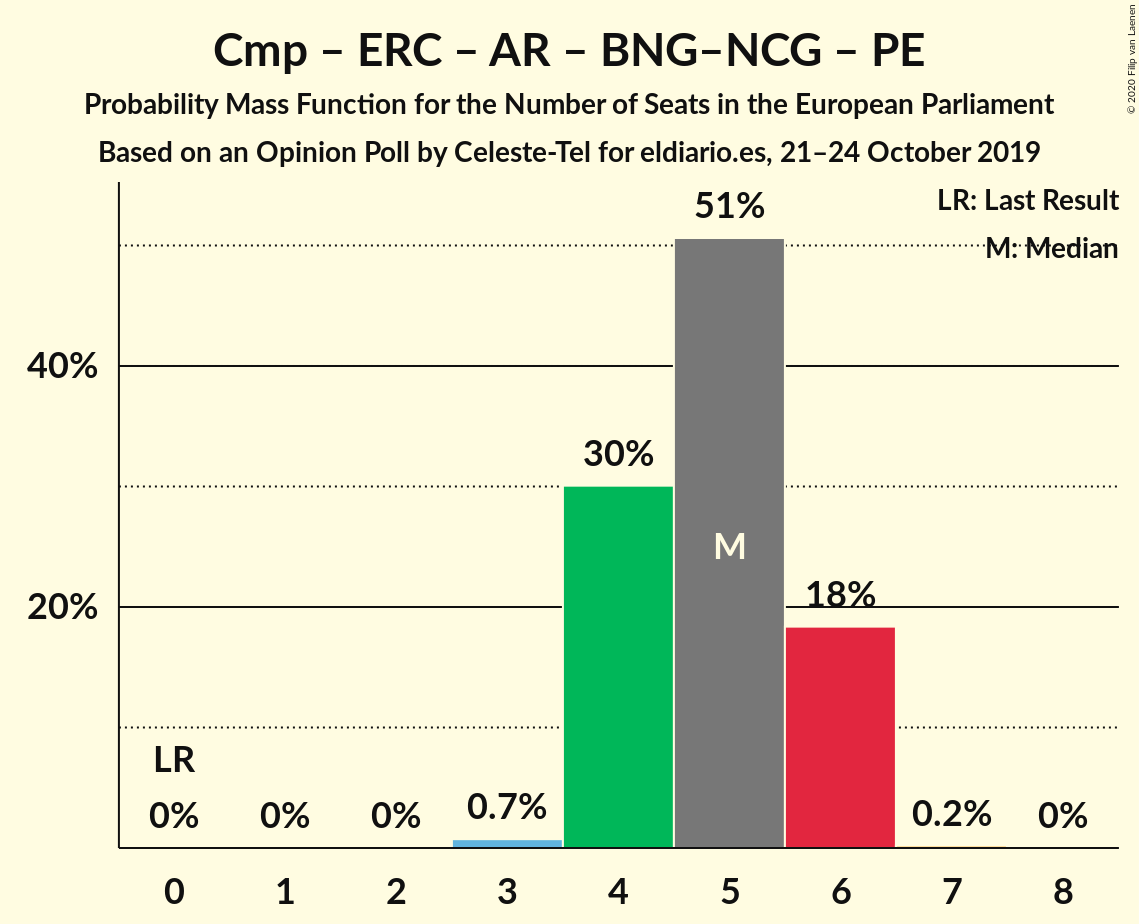 Cmp – ERC – AR – BNG–NCG – PE
Probability Mass Function for the Number of Seats in the European Parliament
Based on an Opinion Poll by Celeste-Tel for eldiario.es, 21–24 October 2019
© 2020 Filip van Laenen
LR: Last Result
M: Median
51%
40%
30%
M
20%
18%
LR
0%
0%
0%
0.7%
0.2%
0%
0 1 2 3 4 5 6 7 8